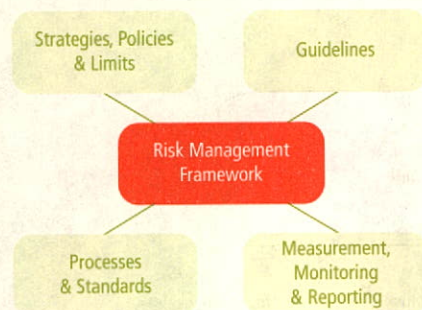 Strategies, Policies
& Limits
Guidelines
Risk Management
Framework
Processes
& Standards
Measurement,
Monitoring
& Reporting